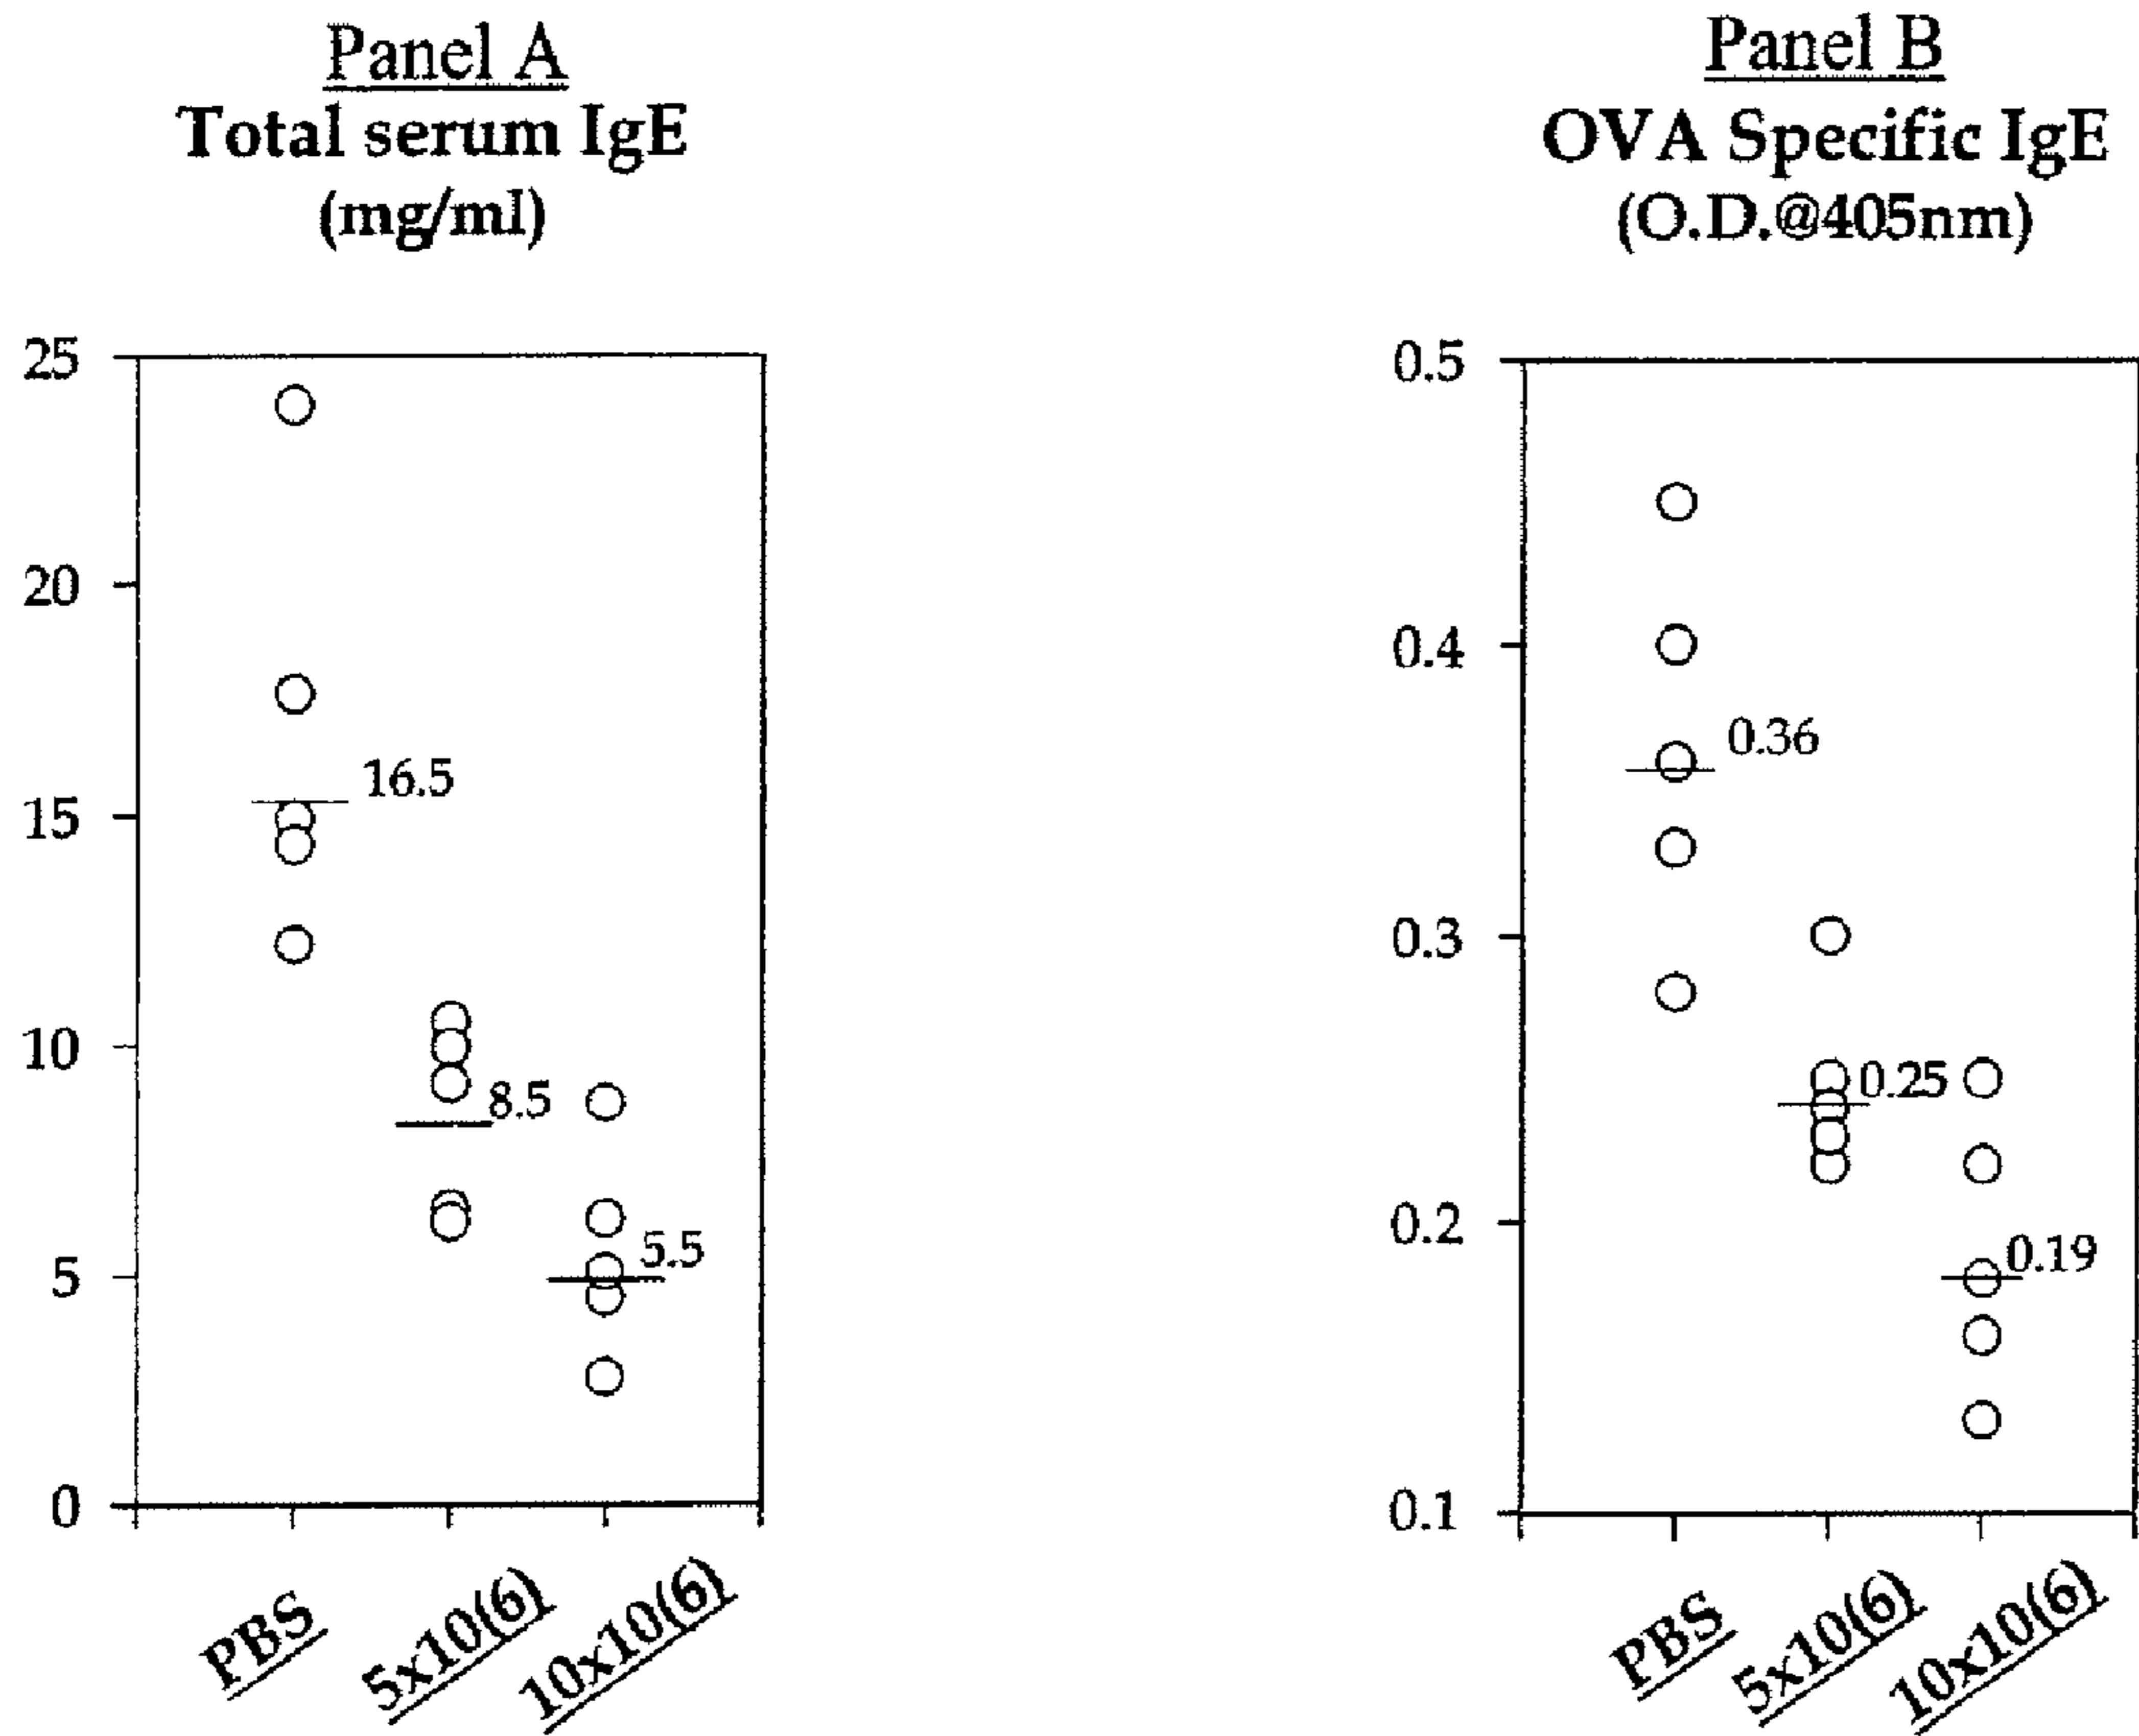 Panel A
Total serum IgE
(mg/ml)
25
20
15
10
5
0
16.5
8.5
5.5
PBS
5x10(6)
10x10(6)
Panel B
OVA Specific IgE
(O.D.@405nm)
0.5
0.4
0.3
0.2
0.1
0.36
0.25
0.19
PBS
5x10(6)
10x10(6)